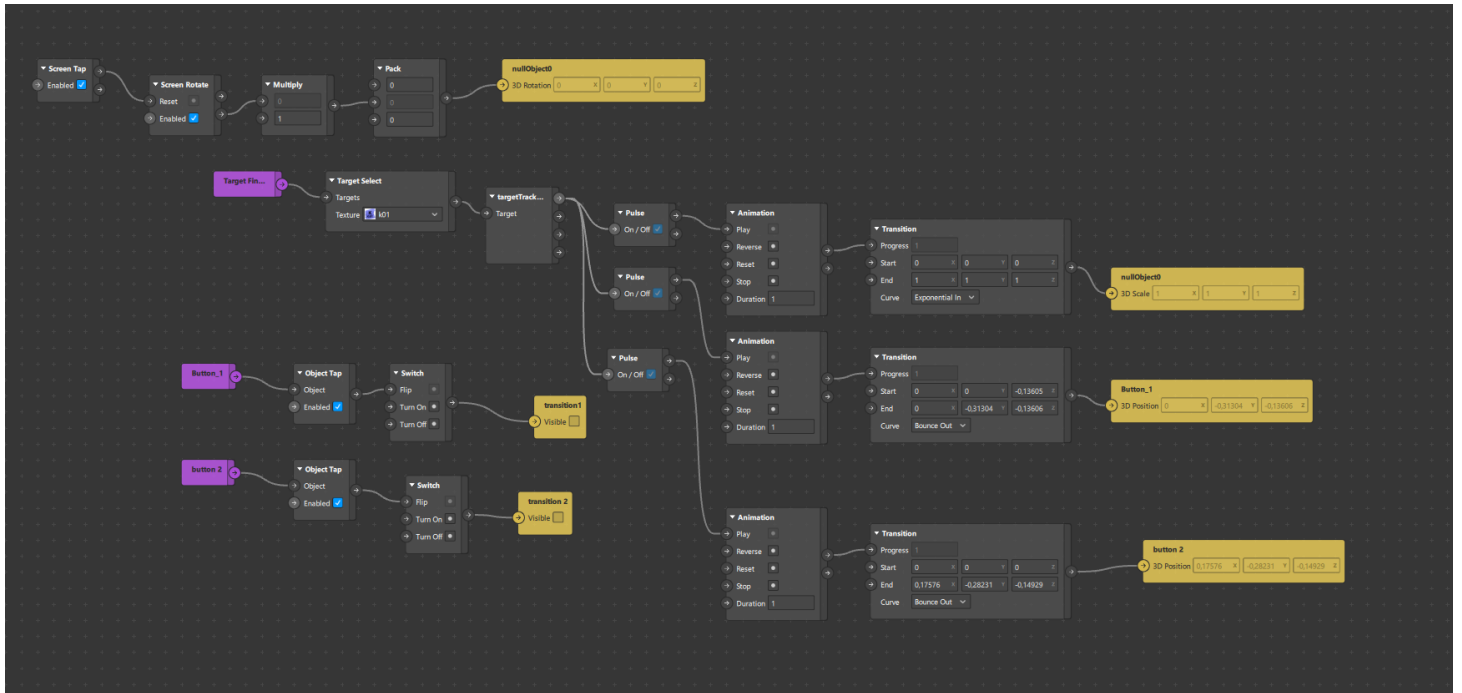 Screen Tap
Enabled
Screen Rotate
Reset
Enabled
Multiply
0
1
Pack
0
0
0
nullObject0
3D Rotation 0 X 0 Y 0 Z
Target Fin...
Target Select
Targets
Texture k01
targetTrack...
Target
Pulse
On / Off
Pulse
On / Off
Pulse
On / Off
Animation
Play
Reverse
Reset
Stop
Duration 1
Transition
Progress 1
Start 0 X 0 Y 0 Z
End 1 X 1 Y 1 Z
Curve Exponential In
nullObject0
3D Scale 1 X 1 Y 1 Z
Button_1
Object Tap
Object
Enabled
Switch
Flip
Turn On
Turn Off
transition1
Visible
Animation
Play
Reverse
Reset
Stop
Duration 1
Transition
Progress 1
Start 0 X 0 Y -0,13605 Z
End 0 X -0,31304 Y -0,13606 Z
Curve Bounce Out
Button_1
3D Position 0 X -0,31304 Y -0,13606 Z
button 2
Object Tap
Object
Enabled
Switch
Flip
Turn On
Turn Off
transition 2
Visible
Animation
Play
Reverse
Reset
Stop
Duration 1
Transition
Progress 1
Start 0 X 0 Y 0 Z
End 0,17576 X -0,28231 Y -0,14929 Z
Curve Bounce Out
button 2
3D Position 0,17576 X -0,28231 Y -0,14929 Z